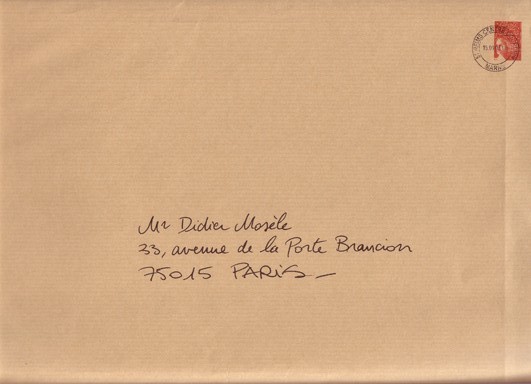 Mr Didier Mosèle
33, avenue de la Porte Brancion
75015 PARIS